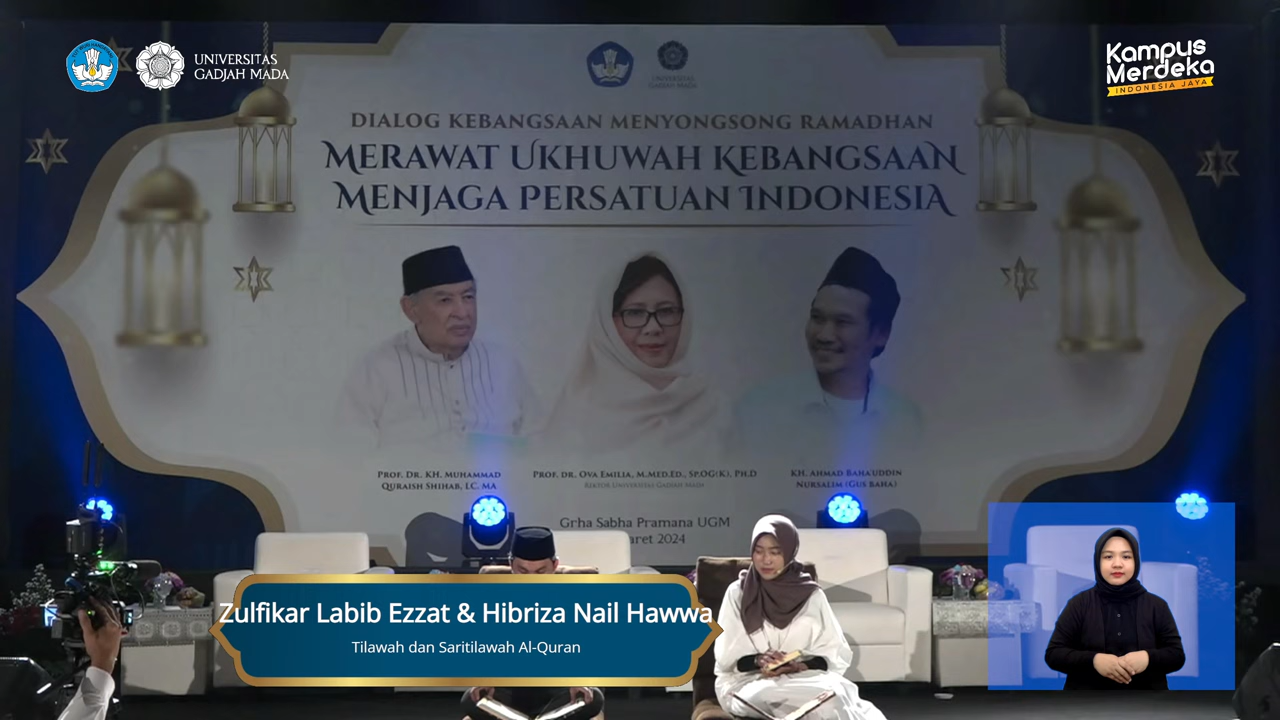 UNIVERSITAS
GADJAH MADA
Kampus
Merdeka
INDONESIA JAYA
UNIVERSITAS
GADJAH MADA
DIALOG KEBANGSAAN MENYONGSONG RAMADHAN
MERAWAT UKHUWAH KEBANGSAAN
MENJAGA PERSATUAN INDONESIA
PROF. DR. KH. MUHAMMAD
QURAISH SHIHAB, LC. MA
PROF. DR. OVA EMILIA, M.MED.ED., SP.OG(K), PH.D
REKTOR UNIVERSITAS GADJAH MADA
KH. AHMAD BAHA'UDDIN
NURSALIM (GUS BAHA)
Grha Sabha Pramana UGM
2024
Zulfikar Labib Ezzat & Hibriza Nail Hawwa
Tilawah dan Saritilawah Al-Quran